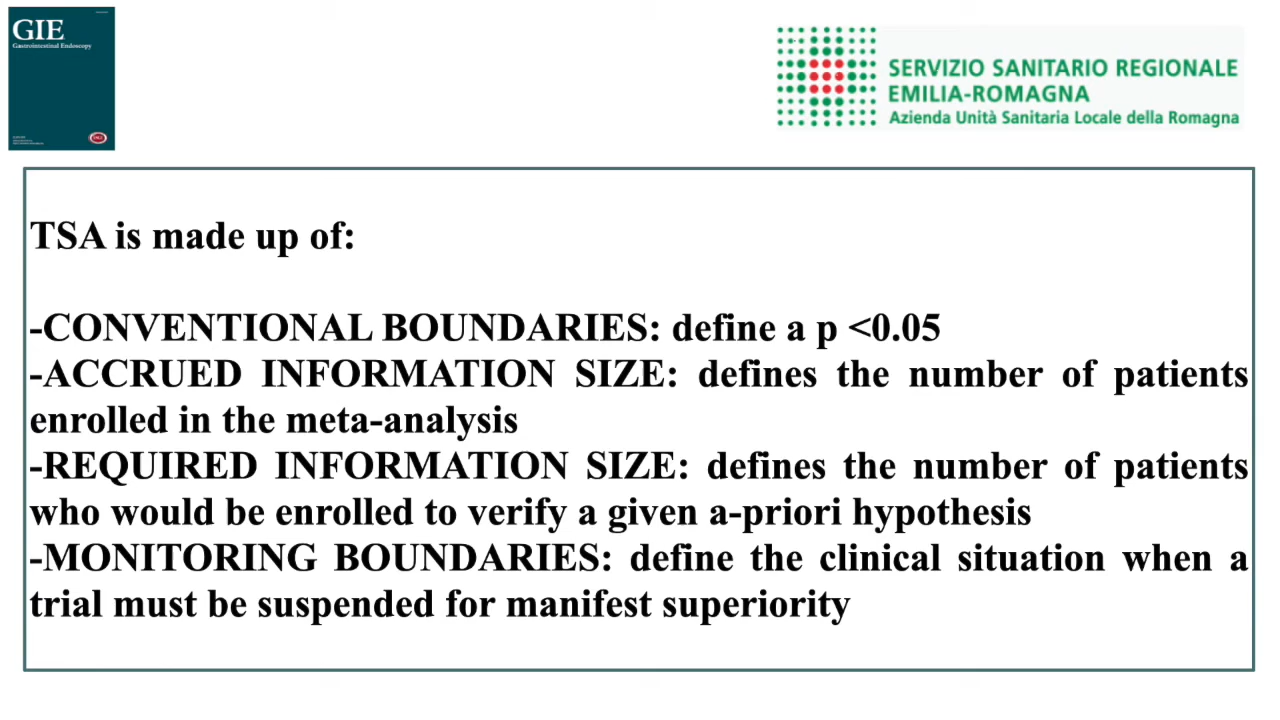 GIE
Gastrointestinal Endoscopy
SERVIZIO SANITARIO REGIONALE
EMILIA-ROMAGNA
Azienda Unità Sanitaria Locale della Romagna
TSA is made up of:
-CONVENTIONAL BOUNDARIES: define a p <0.05
-ACCRUED INFORMATION SIZE: defines the number of patients
enrolled in the meta-analysis
-REQUIRED INFORMATION SIZE: defines the number of patients
who would be enrolled to verify a given a-priori hypothesis
-MONITORING BOUNDARIES: define the clinical situation when a
trial must be suspended for manifest superiority